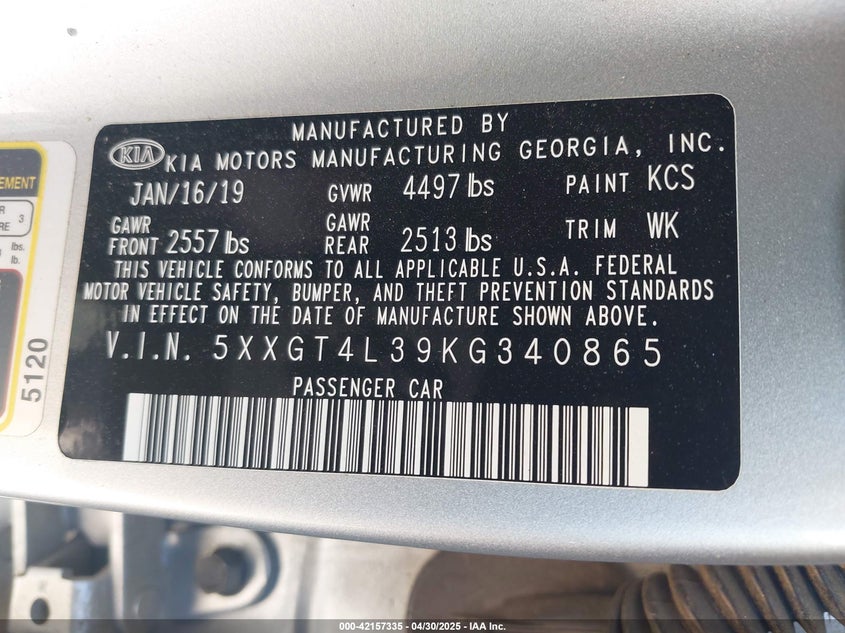 MANUFACTURED BY
KIA KIA MOTORS MANUFACTURING GEORGIA, INC.
JAN/16/19 GVWR 4497 lbs PAINT KCS
GAWR FRONT 2557 lbs GAWR REAR 2513 lbs TRIM WK
THIS VEHICLE CONFORMS TO ALL APPLICABLE U.S.A. FEDERAL
MOTOR VEHICLE SAFETY, BUMPER, AND THEFT PREVENTION STANDARDS
IN EFFECT ON THE DATE OF MANUFACTURE SHOWN ABOVE.
V.I.N. 5XXGT4L39KG340865
PASSENGER CAR
3
lbs.
lb.
5120
000-42157335 - 04/30/2025 - IAA Inc.